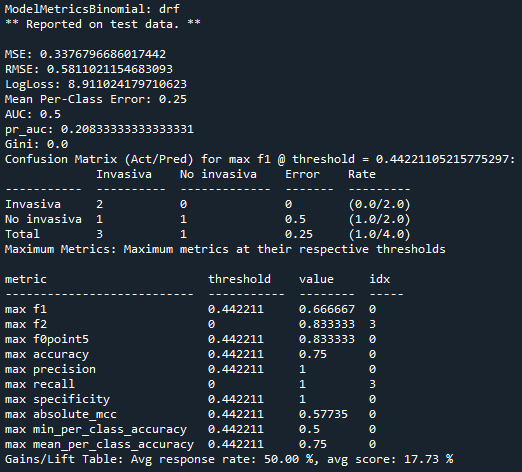 ModelMetricsBinomial: drf
** Reported on test data. **
MSE: 0.3376796686017442
RMSE: 0.5811021154683093
LogLoss: 8.911024179710623
Mean Per-Class Error: 0.25
AUC: 0.5
pr_auc: 0.20833333333333331
Gini: 0.0
Confusion Matrix (Act/Pred) for max f1 @ threshold = 0.44221105215775297:
Invasiva No invasiva Error Rate
----------- ---------- ------------- ------- ---------
Invasiva 2 0 0 (0.0/2.0)
No invasiva 1 1 0.5 (1.0/2.0)
Total 3 1 0.25 (1.0/4.0)
Maximum Metrics: Maximum metrics at their respective thresholds
metric threshold value idx
--------------------------- ----------- -------- -----
max f1 0.442211 0.666667 0
max f2 0 0.833333 3
max f0point5 0.442211 0.833333 0
max accuracy 0.442211 0.75 0
max precision 0.442211 1 0
max recall 0 1 3
max specificity 0.442211 1 0
max absolute_mcc 0.442211 0.57735 0
max min_per_class_accuracy 0.442211 0.5 0
max mean_per_class_accuracy 0.442211 0.75 0
Gains/Lift Table: Avg response rate: 50.00 %, avg score: 17.73 %